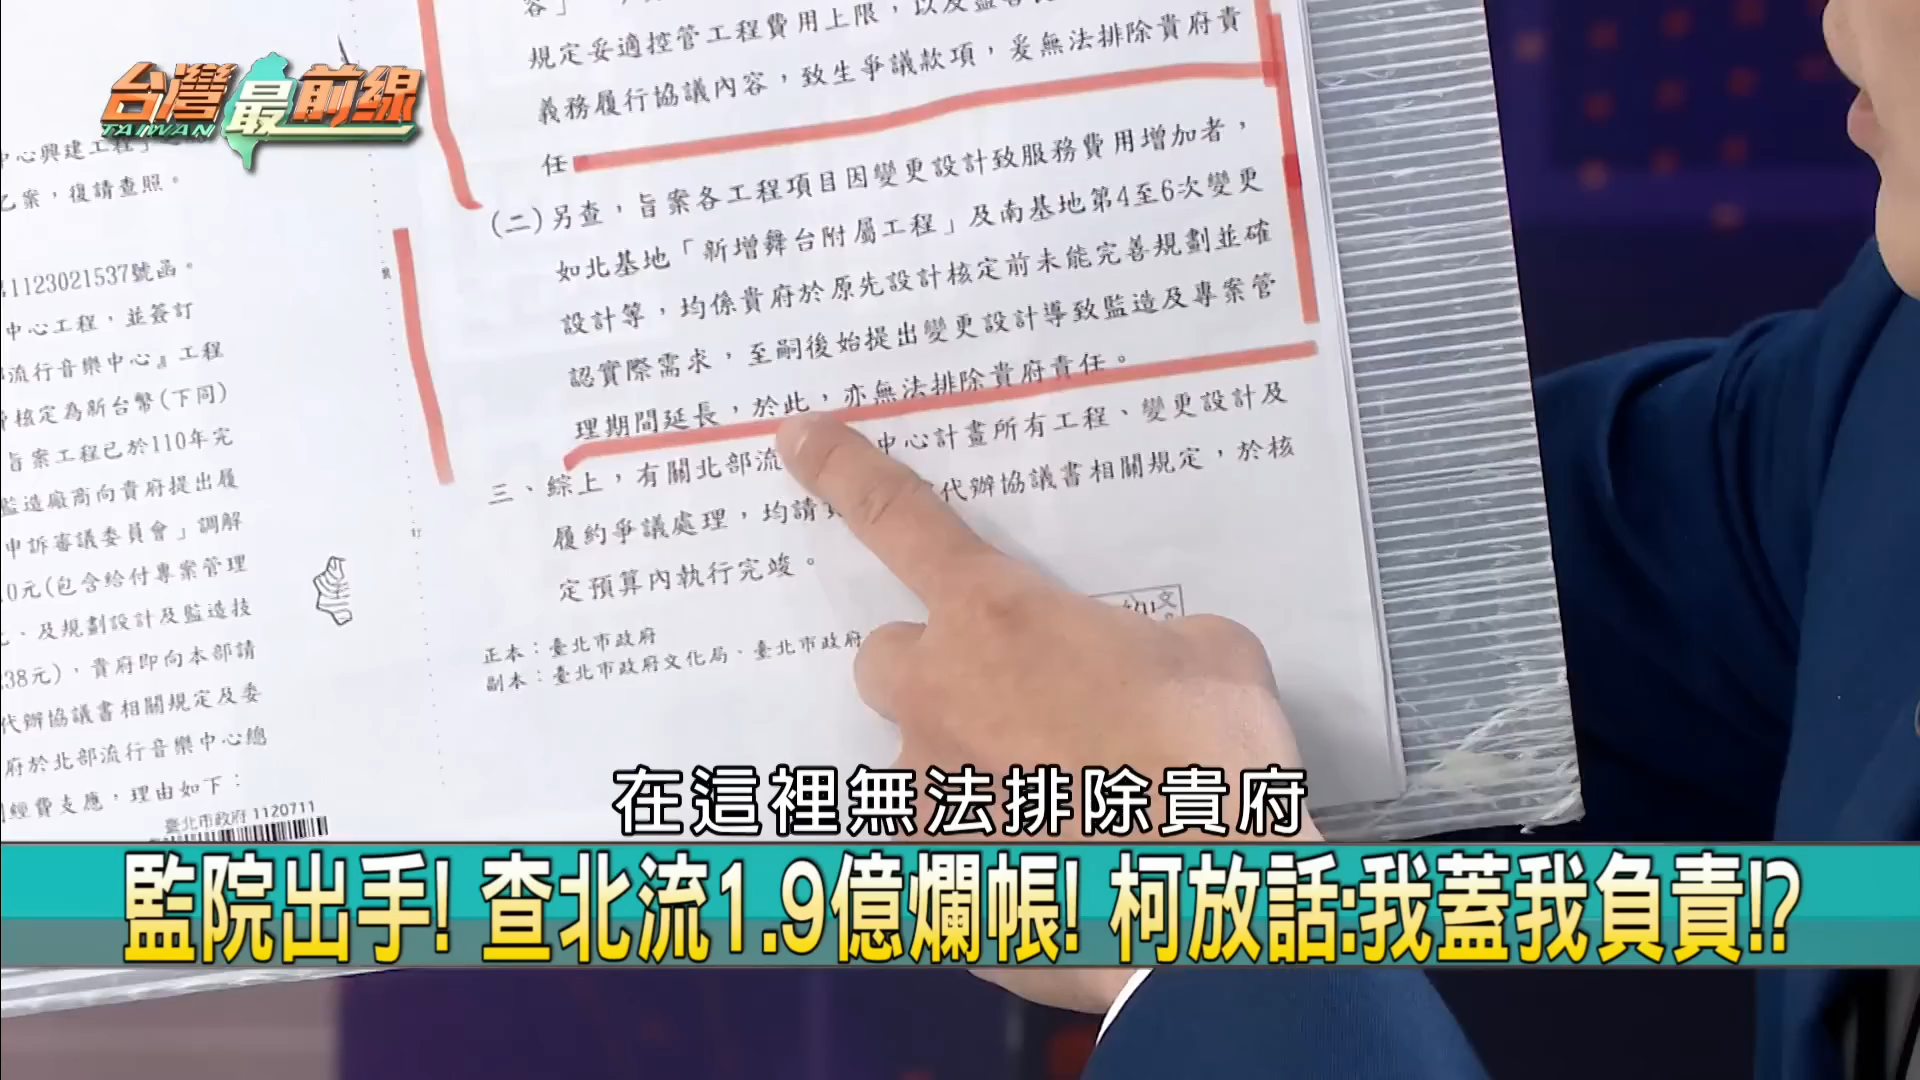 台灣最前線
TAIWAN
容」
規定妥適控管工程費用上限，以及
義務履行協議內容，致生爭議款項，爰無法排除貴府責
任
(二)另查，旨案各工程項目因變更設計致服務費用增加者，
如北基地「新增舞台附屬工程」及南基地第4至6次變更
設計等，均係貴府於原先設計核定前未能完善規劃並確
認實際需求，至嗣後始提出變更設計導致監造及專案管
理期間延長，於此，亦無法排除貴府責任。
三、綜上，有關北部流 中心計畫所有工程、變更設計及
履約爭議處理，均請 代辦協議書相關規定，於核
定預算內執行完竣。
正本：臺北市政府
副本：臺北市政府文化局、臺北市政府
中心興建工程
之案，復請查照。
1123021537號函。
中心工程，並簽訂
流行音樂中心』工程
核定為新台幣(下同)
旨案工程已於110年完
監造廠商向貴府提出履
申訴審議委員會」調解
0元(包含給付專案管理
、及規劃設計及監造技
38元)，貴府即向本部請
代辦協議書相關規定及委
府於北部流行音樂中心總
經費支應，理由如下：
臺北市政府 1120711
在這裡無法排除貴府
監院出手! 查北流1.9億爛帳! 柯放話:我蓋我負責!?